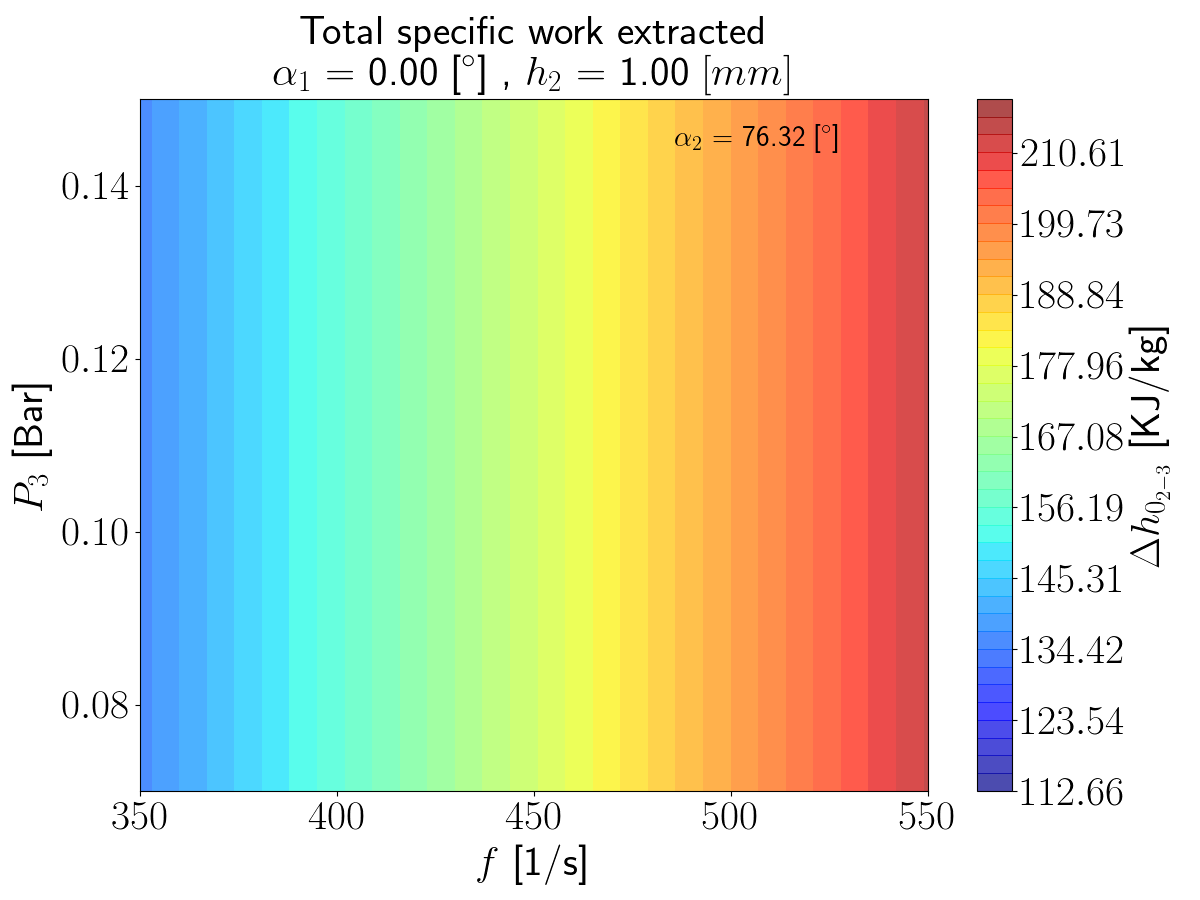 Total specific work extracted
α₁ = 0.00 [°] , h₂ = 1.00 [mm]
α₂ = 76.32 [°]
0.14
0.12
0.10
0.08
P₃ [Bar]
350 400 450 500 550
f [1/s]
210.61
199.73
188.84
177.96
167.08
156.19
145.31
134.42
123.54
112.66
Δh₀₂₋₃ [KJ/kg]